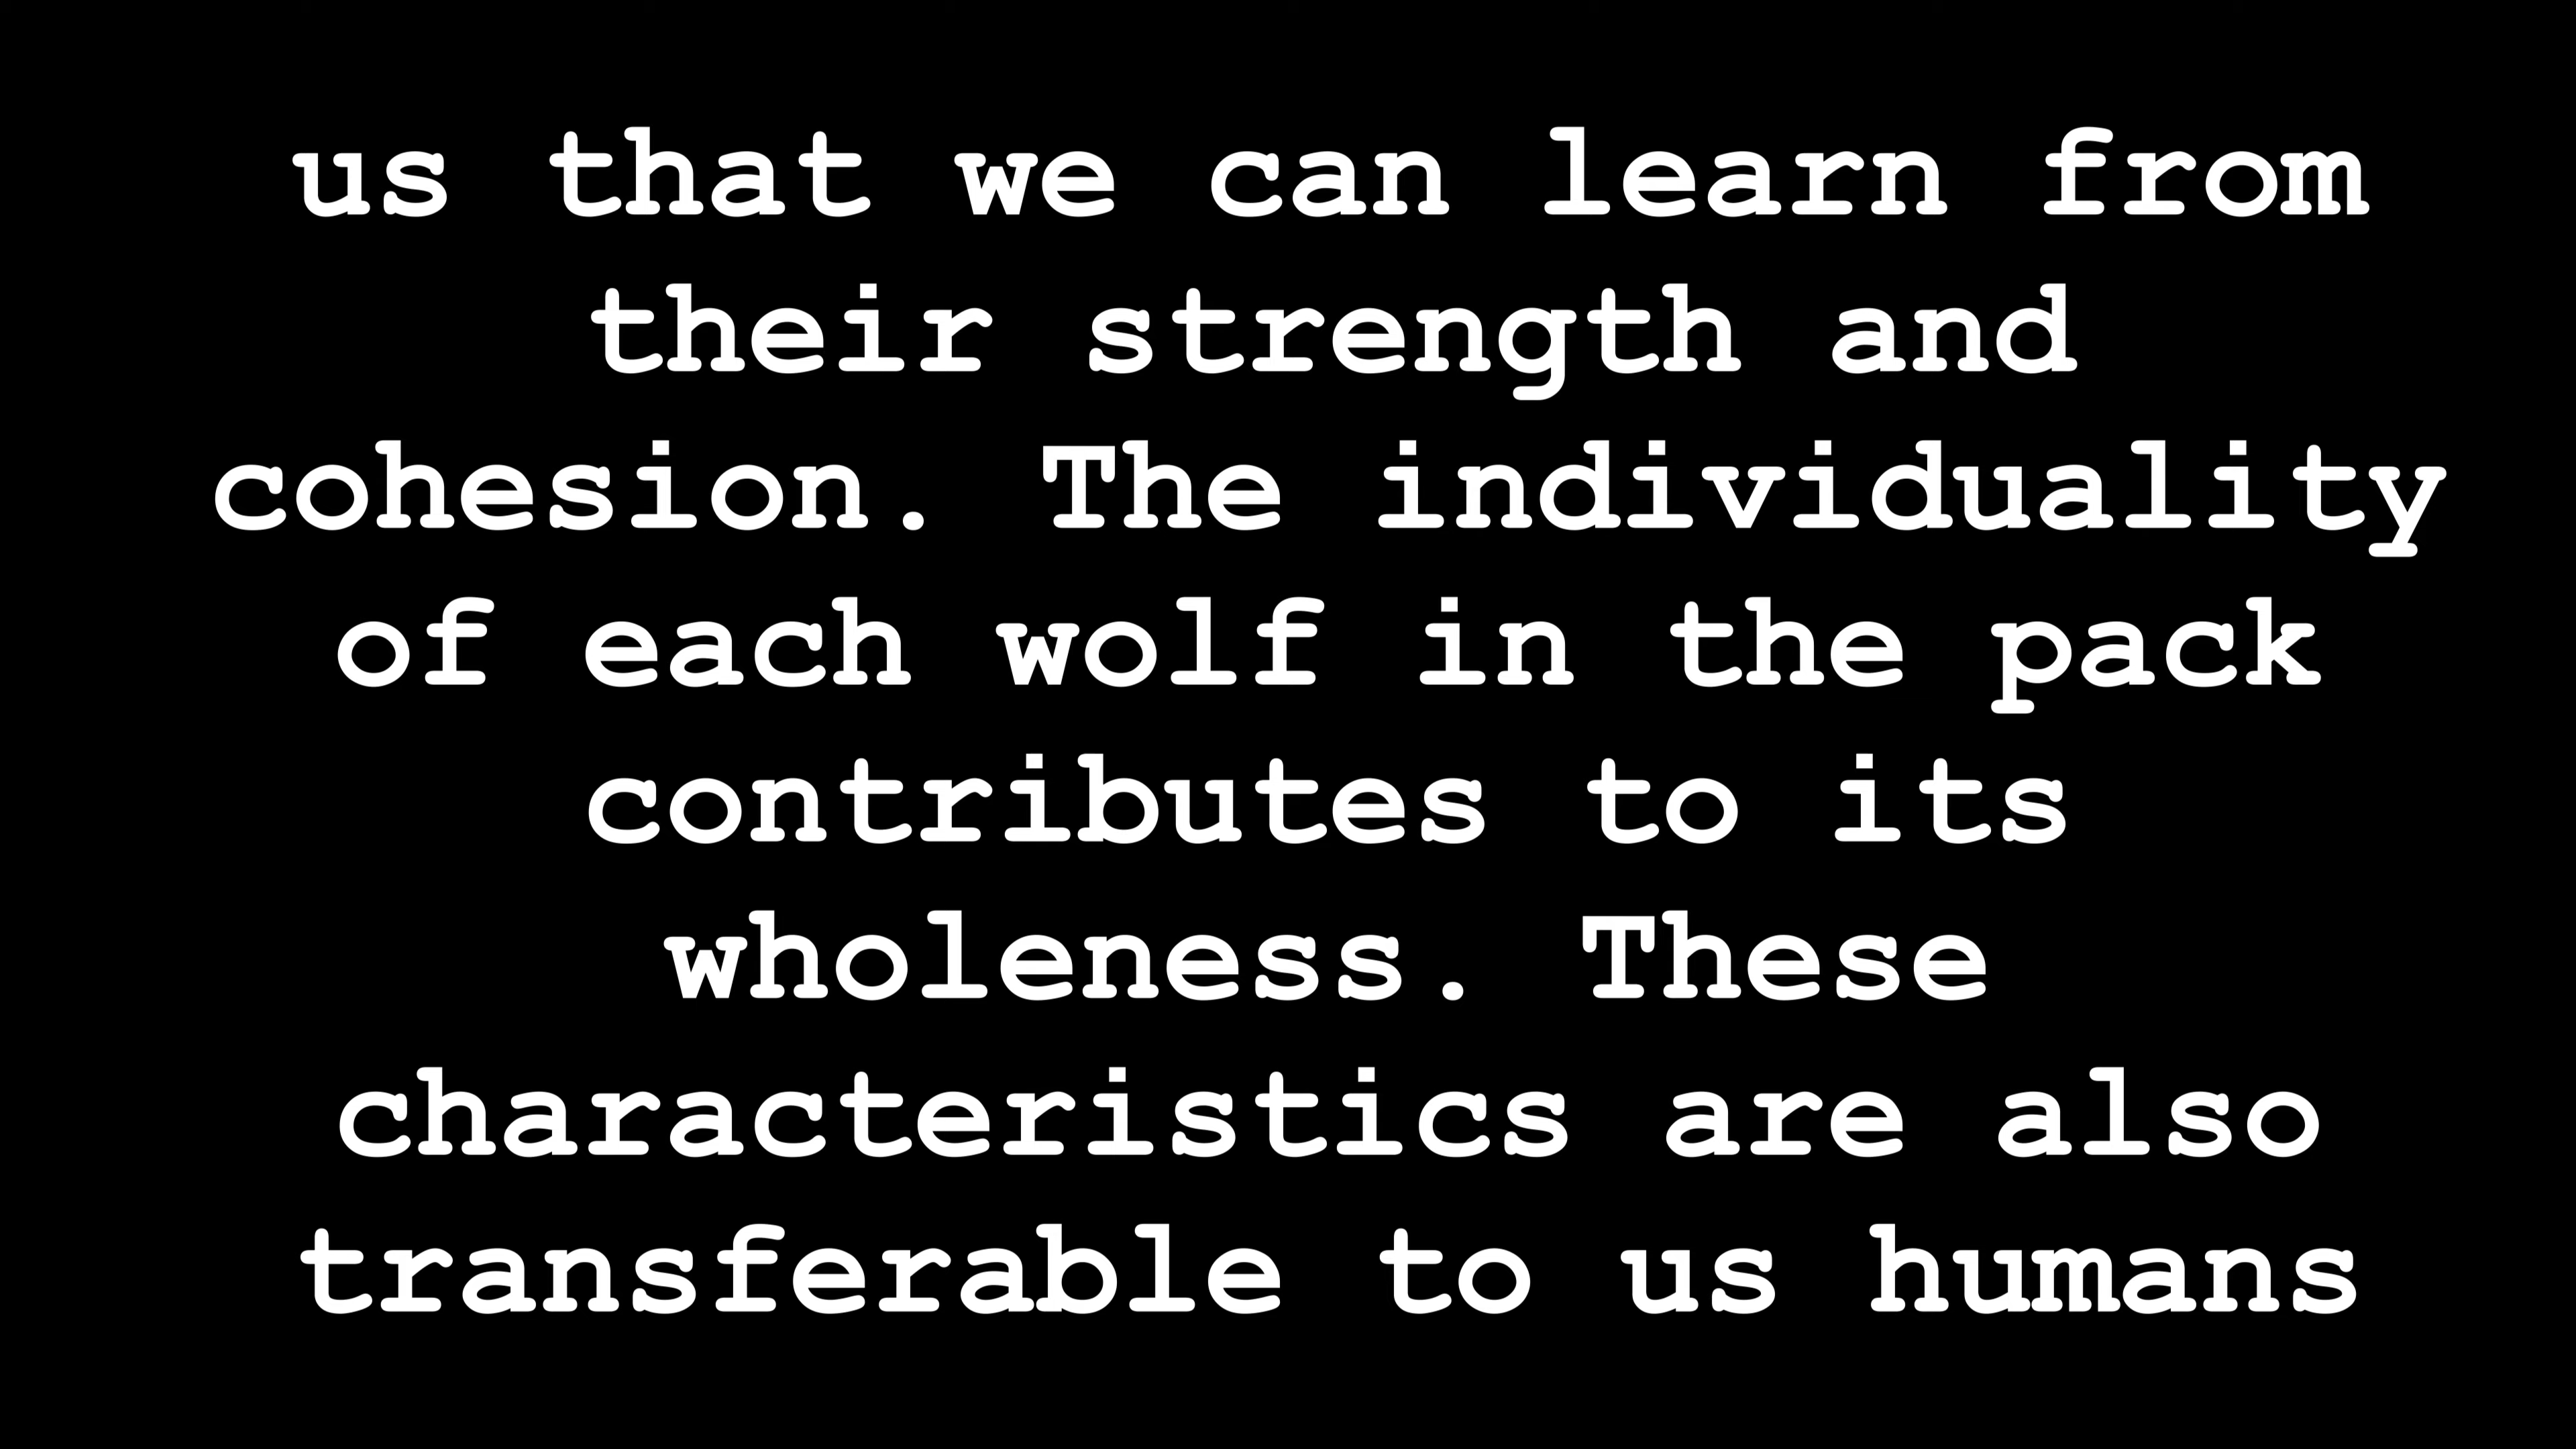 us that we can learn from
their strength and
cohesion. The individuality
of each wolf in the pack
contributes to its
wholeness. These
characteristics are also
transferable to us humans